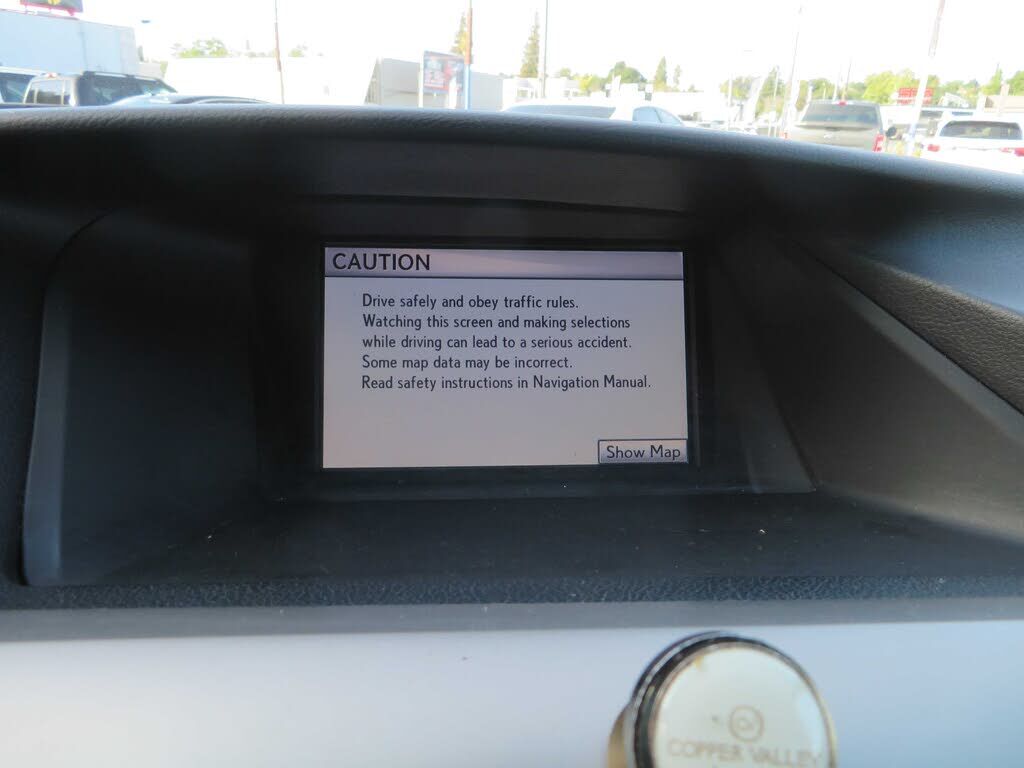 CAUTION
Drive safely and obey traffic rules.
Watching this screen and making selections
while driving can lead to a serious accident.
Some map data may be incorrect.
Read safety instructions in Navigation Manual.
Show Map
COPPER VALLEY